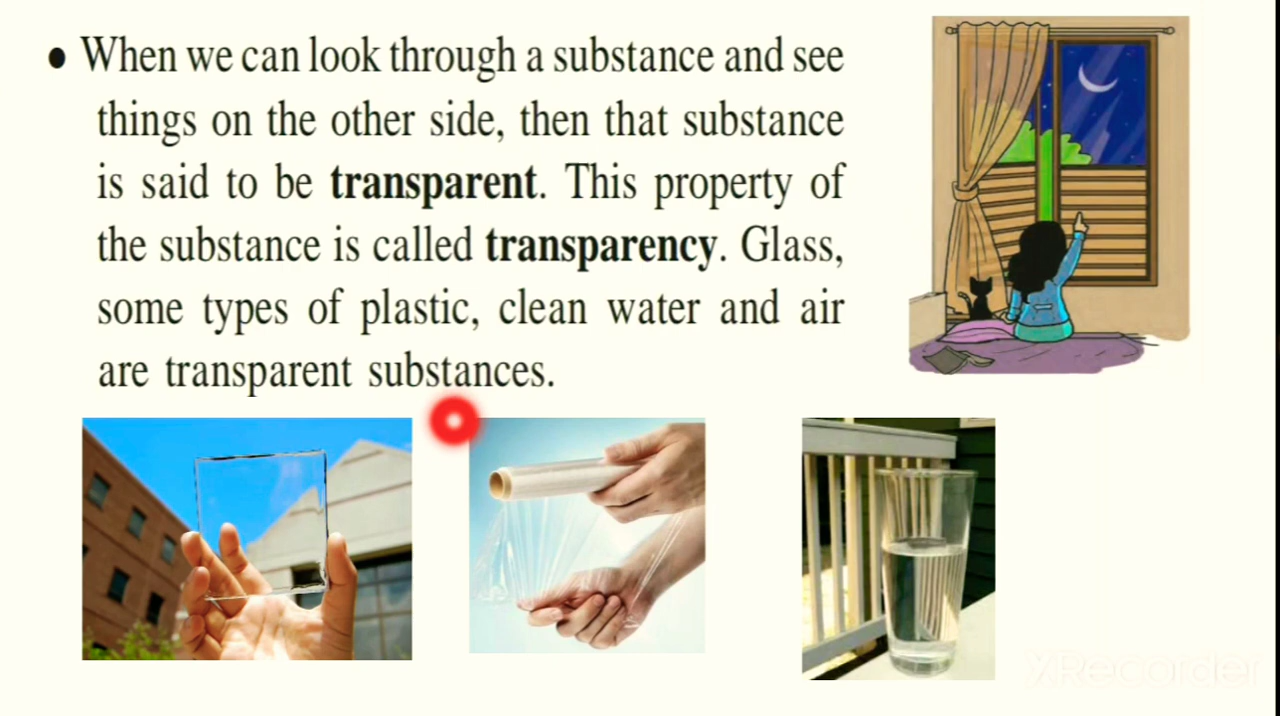 • When we can look through a substance and see
things on the other side, then that substance
is said to be transparent. This property of
the substance is called transparency. Glass,
some types of plastic, clean water and air
are transparent substances.
XRecorder